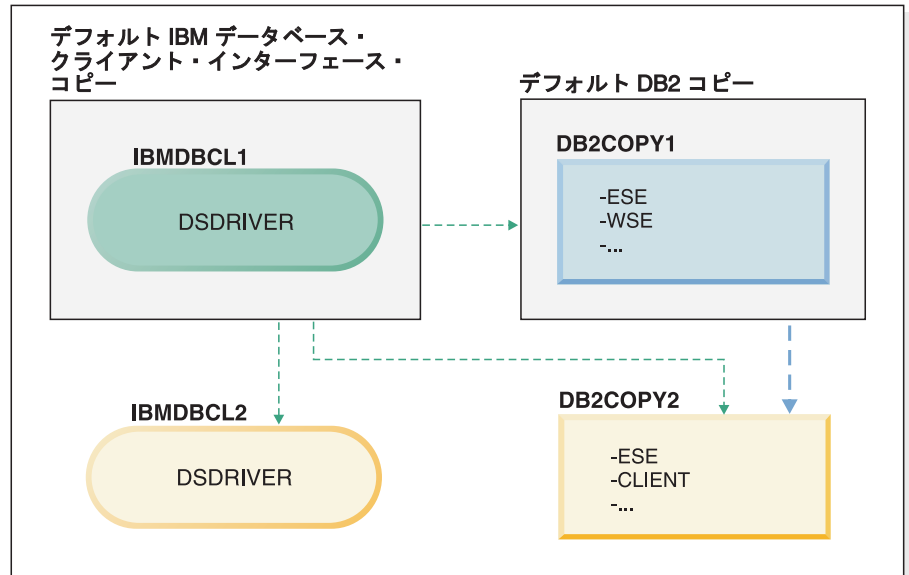 デフォルト IBM データベース・
クライアント・インターフェース・
コピー
IBMDBCL1
DSDRIVER
デフォルト DB2 コピー
DB2COPY1
-ESE
-WSE
-...
IBMDBCL2
DSDRIVER
DB2COPY2
-ESE
-CLIENT
-...